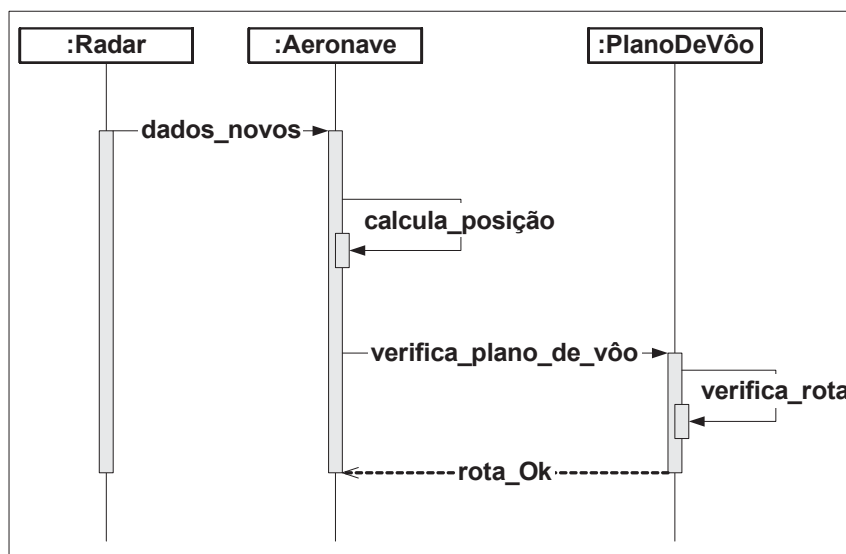 :Radar
:Aeronave
:PlanoDeVôo
dados_novos
calcula_posição
verifica_plano_de_vôo
verifica_rota
rota_Ok